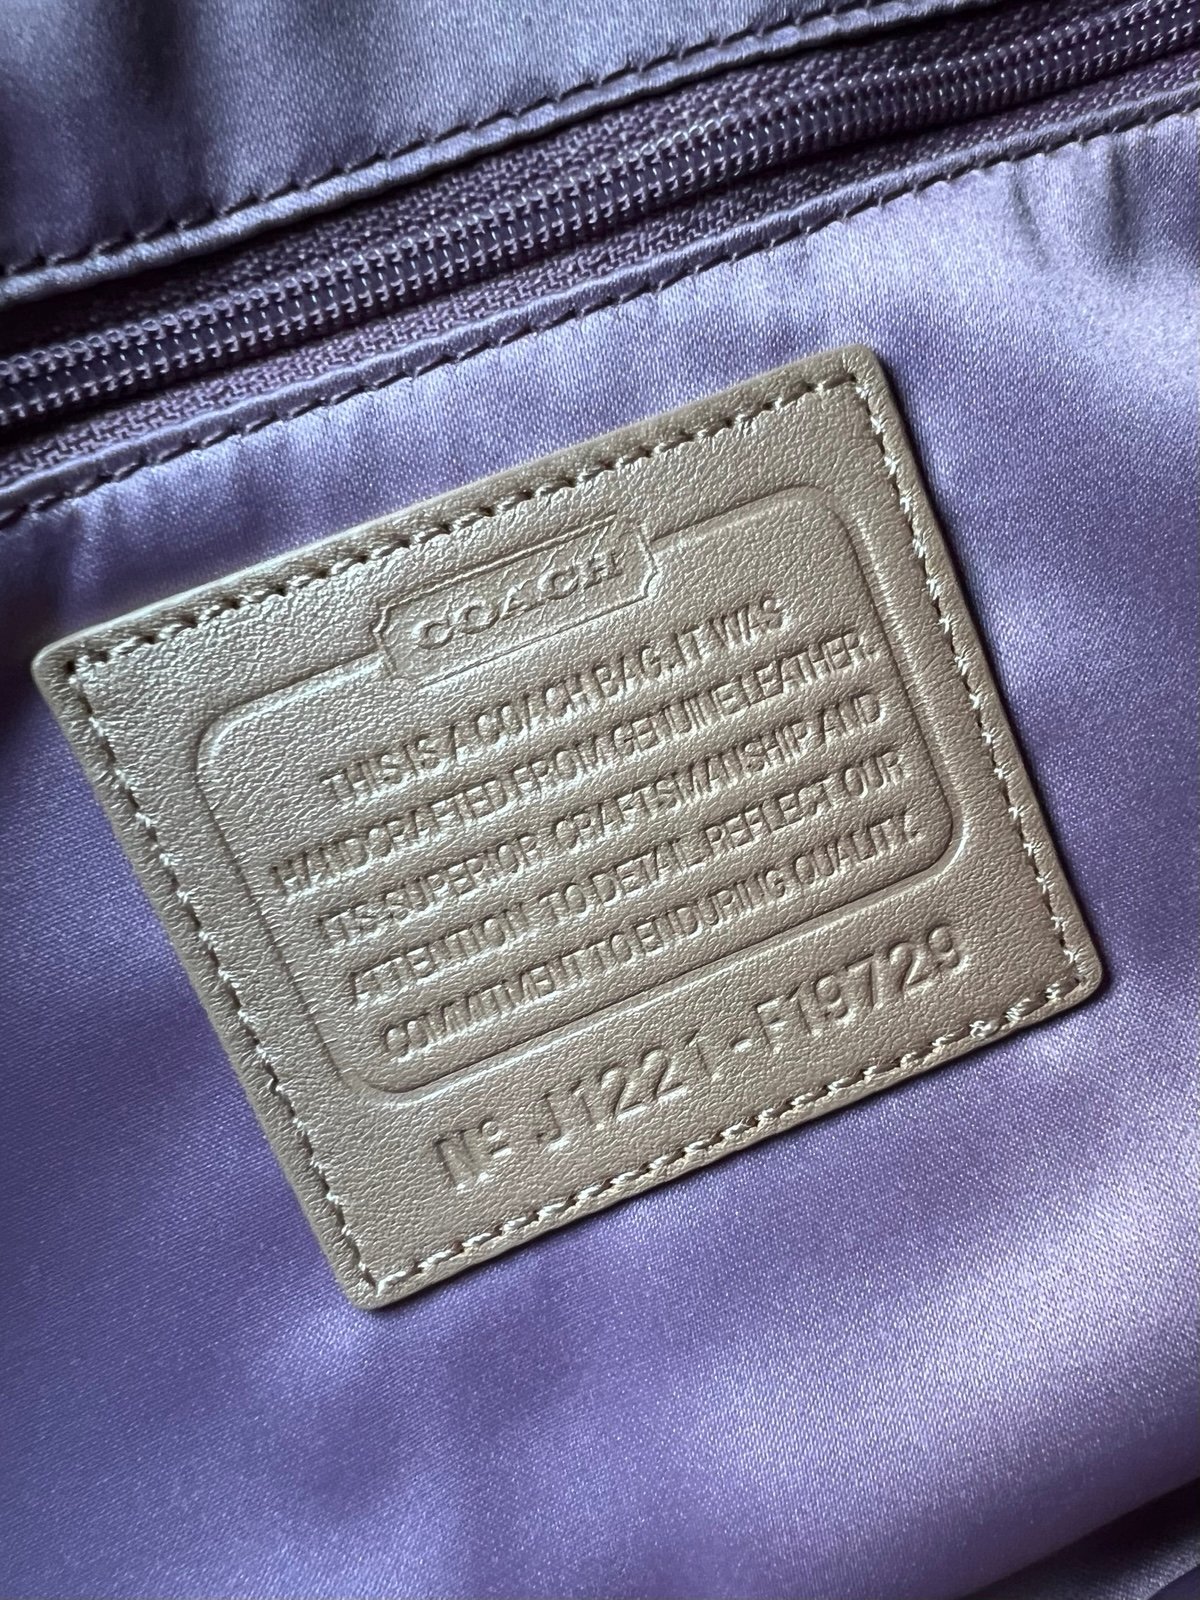 COACH
THIS IS A COACH BAG. IT WAS
HANDCRAFTED FROM GENUINE LEATHER.
ITS SUPERIOR CRAFTSMANSHIP AND
ATTENTION TO DETAIL REFLECT OUR
COMMITMENT TO ENDURING QUALITY.
Nº J1221-F19729